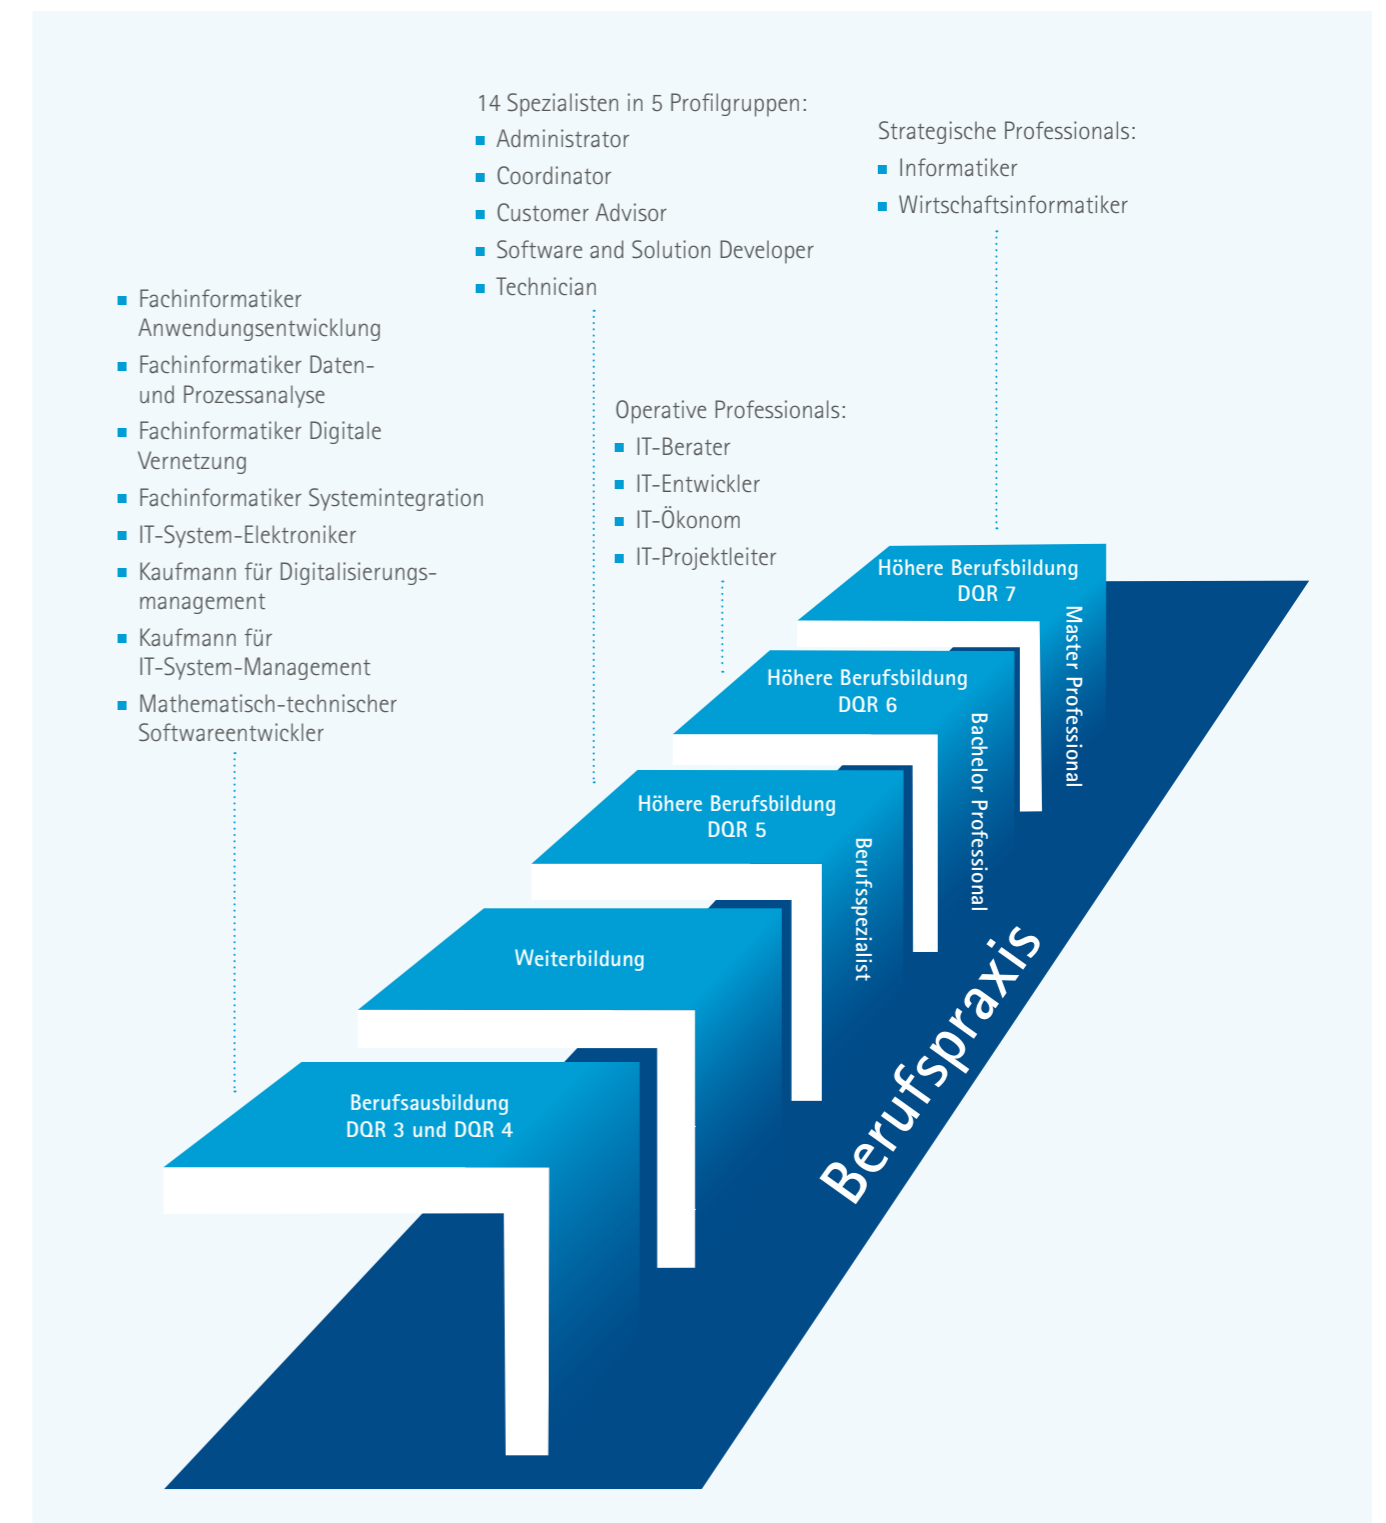 14 Spezialisten in 5 Profilgruppen:
Administrator
Coordinator
Customer Advisor
Software and Solution Developer
Technician
Strategische Professionals:
Informatiker
Wirtschaftsinformatiker
Fachinformatiker
Anwendungsentwicklung
Fachinformatiker Daten-
und Prozessanalyse
Fachinformatiker Digitale
Vernetzung
Fachinformatiker Systemintegration
IT-System-Elektroniker
Kaufmann für Digitalisierungs-
management
Kaufmann für
IT-System-Management
Mathematisch-technischer
Softwareentwickler
Operative Professionals:
IT-Berater
IT-Entwickler
IT-Ökonom
IT-Projektleiter
Höhere Berufsbildung
DQR 7
Master Professional
Höhere Berufsbildung
DQR 6
Bachelor Professional
Höhere Berufsbildung
DQR 5
Berufsspezialist
Weiterbildung
Berufsausbildung
DQR 3 und DQR 4
Berufspraxis